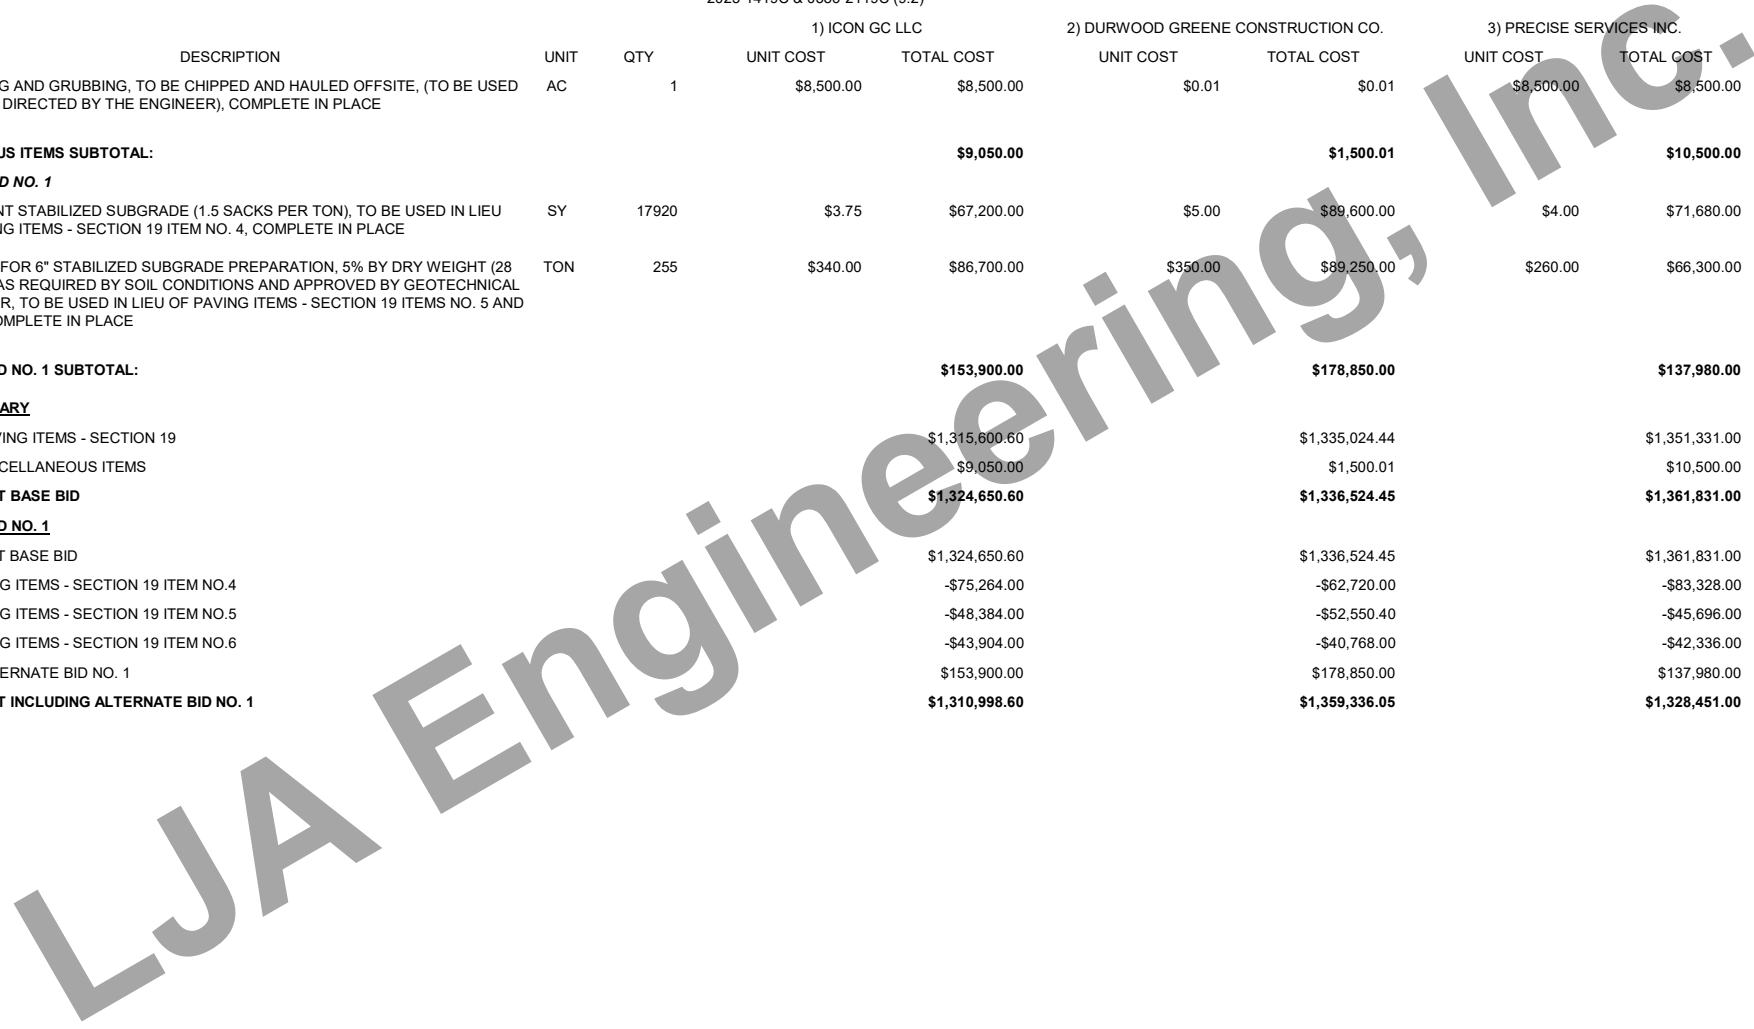 1) ICON GC LLC 2) DURWOOD GREENE CONSTRUCTION CO. 3) PRECISE SERVICES INC.
DESCRIPTION UNIT QTY UNIT COST TOTAL COST UNIT COST TOTAL COST UNIT COST TOTAL COST
G AND GRUBBING, TO BE CHIPPED AND HAULED OFFSITE, (TO BE USED AC 1 $8,500.00 $8,500.00 $0.01 $0.01 $8,500.00 $8,500.00
DIRECTED BY THE ENGINEER), COMPLETE IN PLACE
US ITEMS SUBTOTAL: $9,050.00 $1,500.01 $10,500.00
D NO. 1
NT STABILIZED SUBGRADE (1.5 SACKS PER TON), TO BE USED IN LIEU SY 17920 $3.75 $67,200.00 $5.00 $89,600.00 $4.00 $71,680.00
NG ITEMS - SECTION 19 ITEM NO. 4, COMPLETE IN PLACE
FOR 6" STABILIZED SUBGRADE PREPARATION, 5% BY DRY WEIGHT (28 TON 255 $340.00 $86,700.00 $350.00 $89,250.00 $260.00 $66,300.00
AS REQUIRED BY SOIL CONDITIONS AND APPROVED BY GEOTECHNICAL
R, TO BE USED IN LIEU OF PAVING ITEMS - SECTION 19 ITEMS NO. 5 AND
OMPLETE IN PLACE
D NO. 1 SUBTOTAL: $153,900.00 $178,850.00 $137,980.00
ARY
VING ITEMS - SECTION 19 $1,315,600.60 $1,335,024.44 $1,351,331.00
CELLANEOUS ITEMS $9,050.00 $1,500.01 $10,500.00
T BASE BID $1,324,650.60 $1,336,524.45 $1,361,831.00
D NO. 1
T BASE BID $1,324,650.60 $1,336,524.45 $1,361,831.00
G ITEMS - SECTION 19 ITEM NO.4 -$75,264.00 -$62,720.00 -$83,328.00
G ITEMS - SECTION 19 ITEM NO.5 -$48,384.00 -$52,550.40 -$45,696.00
G ITEMS - SECTION 19 ITEM NO.6 -$43,904.00 -$40,768.00 -$42,336.00
TERNATE BID NO. 1 $153,900.00 $178,850.00 $137,980.00
T INCLUDING ALTERNATE BID NO. 1 $1,310,998.60 $1,359,336.05 $1,328,451.00
LJA Engineering, Inc.